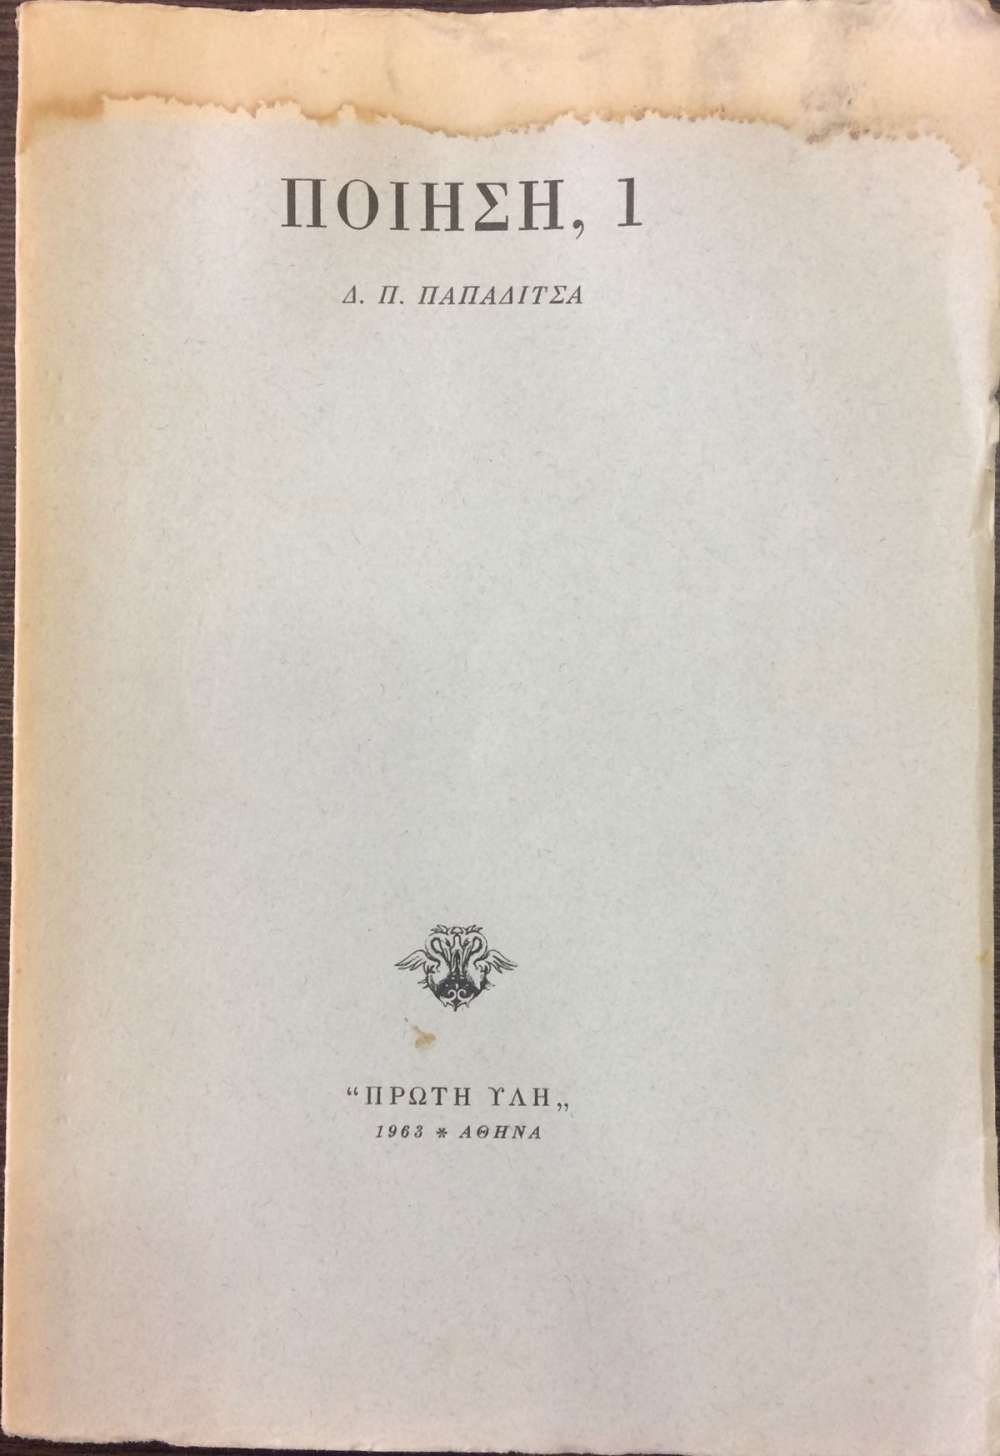 ΠΟΙΗΣΗ, 1
Δ. Π. ΠΑΠΑΔΙΤΣΑ
“ΠΡΩΤΗ ΥΛΗ„
1963 * ΑΘΗΝΑ